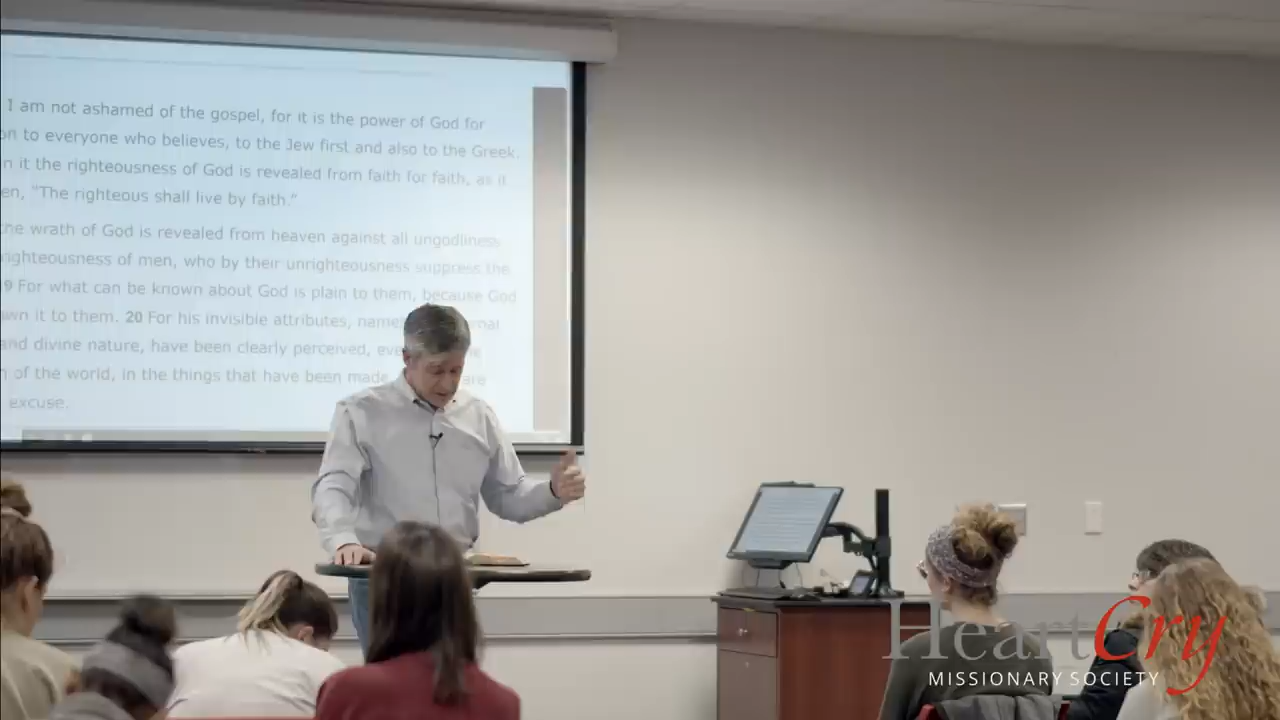 I am not ashamed of the gospel, for it is the power of God for
on to everyone who believes, to the Jew first and also to the Greek.
n it the righteousness of God is revealed from faith for faith, as it
en, “The righteous shall live by faith.”
the wrath of God is revealed from heaven against all ungodliness
righteousness of men, who by their unrighteousness suppress the
9 For what can be known about God is plain to them, because God
wn it to them. 20 For his invisible attributes, name
and divine nature, have been clearly perceived, eve
n of the world, in the things that have been made are
excuse.
HeartCry
MISSIONARY SOCIETY